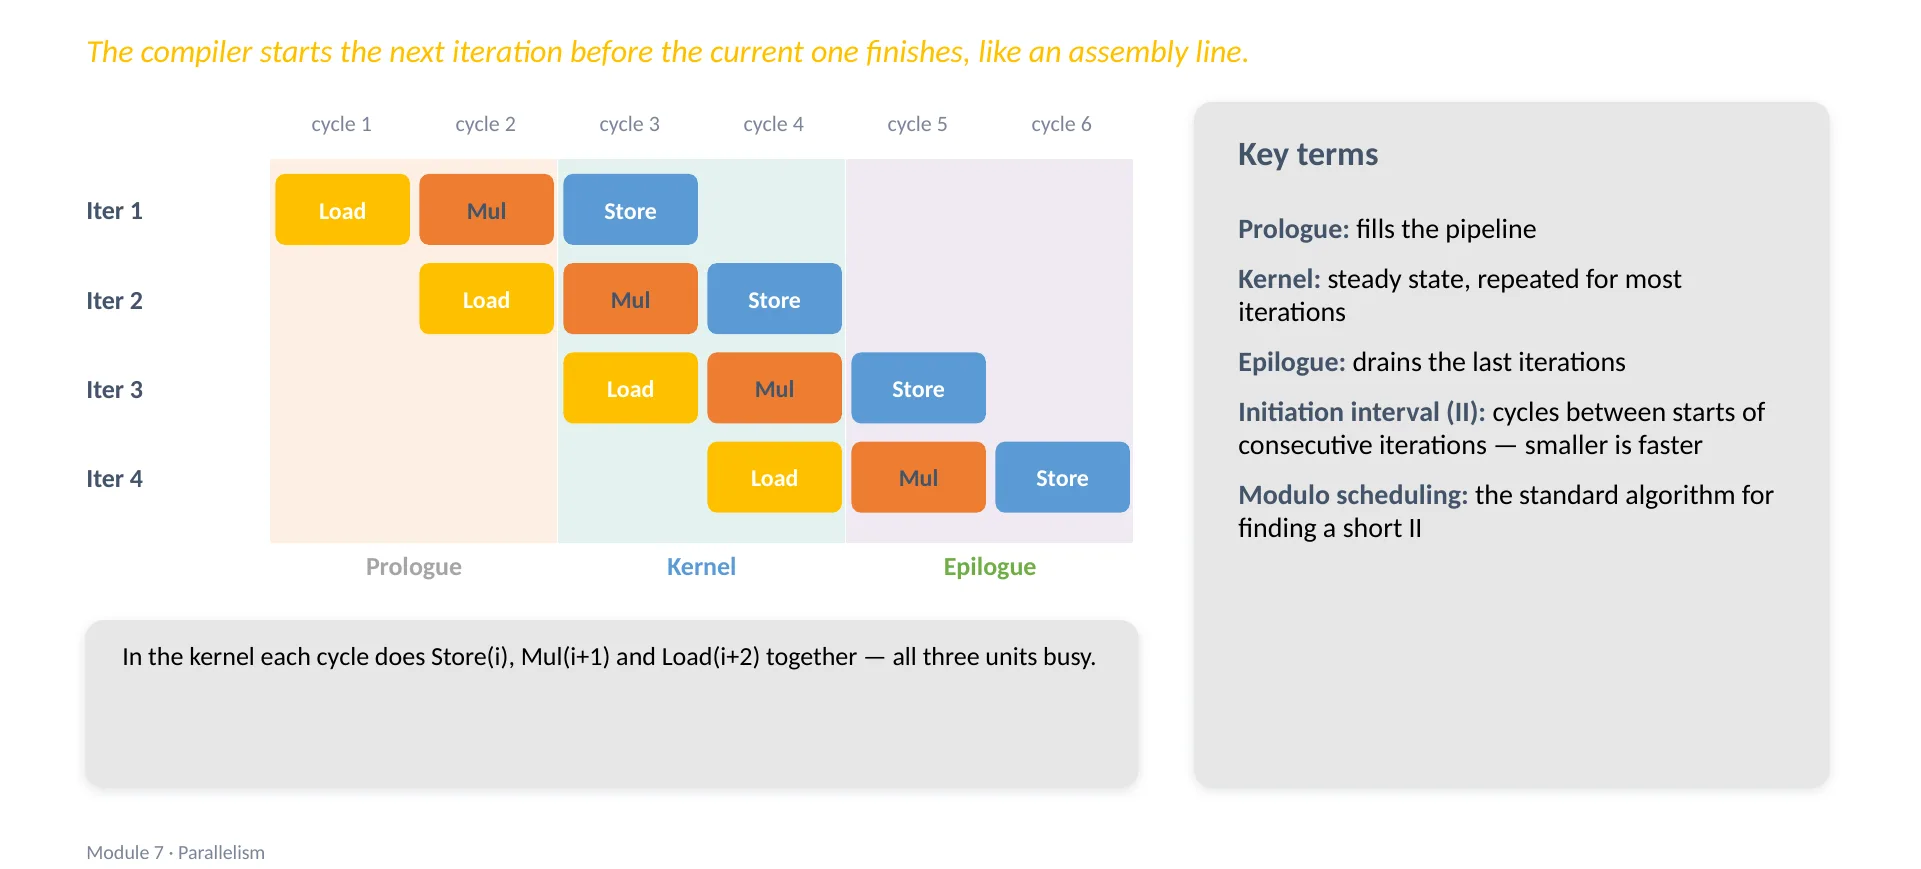 The compiler starts the next iteration before the current one finishes, like an assembly line.
cycle 1 cycle 2 cycle 3 cycle 4 cycle 5 cycle 6
Iter 1 Load Mul Store
Iter 2 Load Mul Store
Iter 3 Load Mul Store
Iter 4 Load Mul Store
Prologue Kernel Epilogue
In the kernel each cycle does Store(i), Mul(i+1) and Load(i+2) together — all three units busy.
Key terms
Prologue: fills the pipeline
Kernel: steady state, repeated for most
iterations
Epilogue: drains the last iterations
Initiation interval (II): cycles between starts of
consecutive iterations — smaller is faster
Modulo scheduling: the standard algorithm for
finding a short II
Module 7 · Parallelism